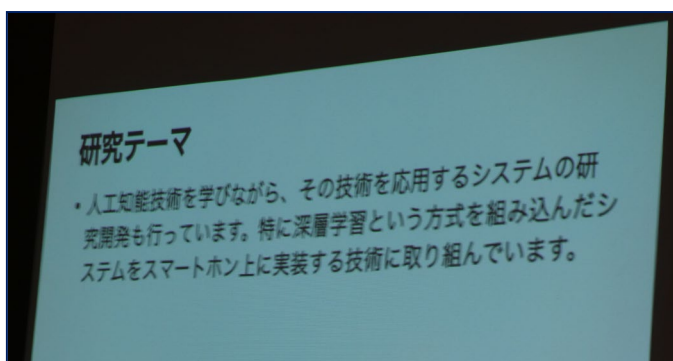 研究テーマ
• 人工知能技術を学びながら、その技術を応用するシステムの研
究開発も行っています。特に深層学習という方式を組み込んだシ
ステムをスマートホン上に実装する技術に取り組んでいます。